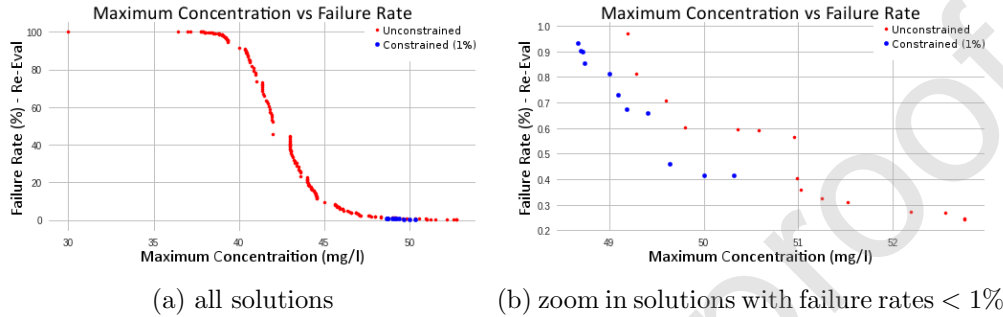 Maximum Concentration vs Failure Rate
Unconstrained
Constrained (1%)
Failure Rate (%) - Re-Eval
100
80
60
40
20
0
30
35
40
45
50
Maximum Concentraition (mg/l)
(a) all solutions
Maximum Concentration vs Failure Rate
Unconstrained
Constrained (1%)
Failure Rate (%) - Re-Eval
1.0
0.9
0.8
0.7
0.6
0.5
0.4
0.3
0.2
49
50
51
52
Maximum Concentraition (mg/l)
(b) zoom in solutions with failure rates < 1%
proof